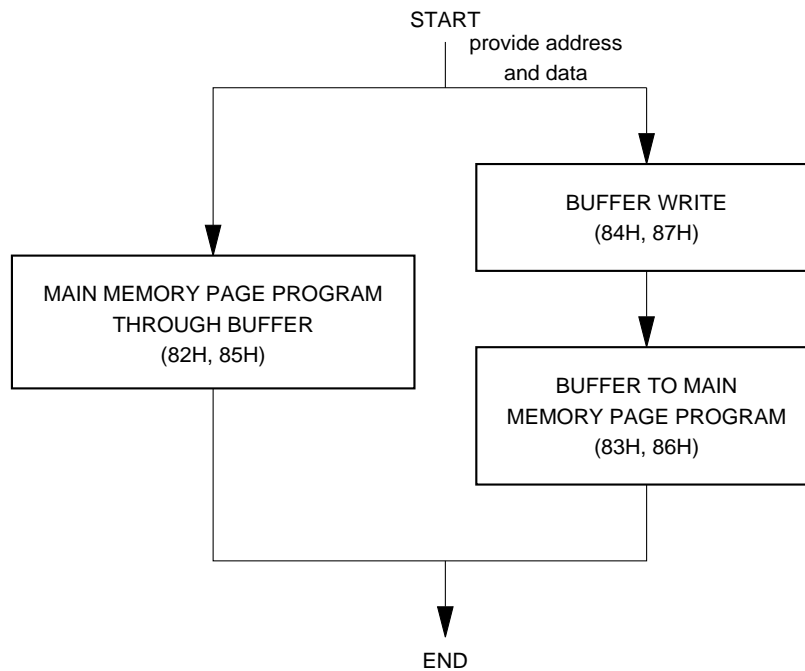 START
provide address
and data
BUFFER WRITE
(84H, 87H)
MAIN MEMORY PAGE PROGRAM
THROUGH BUFFER
(82H, 85H)
BUFFER TO MAIN
MEMORY PAGE PROGRAM
(83H, 86H)
END